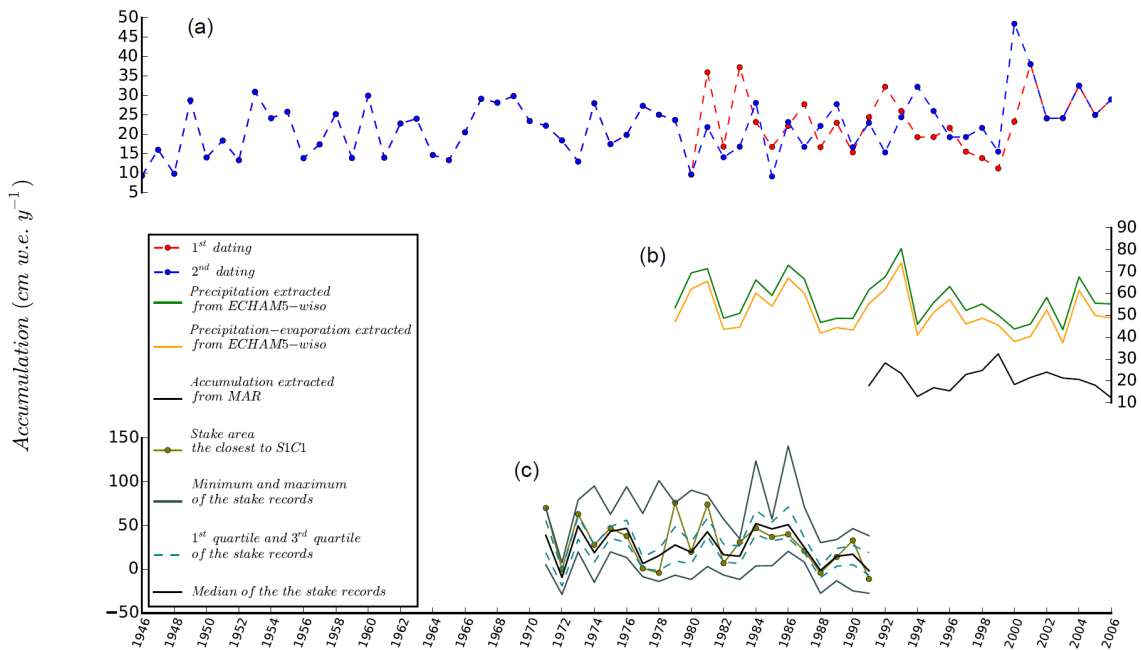 (a)
50
45
40
35
30
25
20
15
10
5
Accumulation (cm w.e. y⁻¹)
(b)
90
80
70
60
50
40
30
20
10
1st dating
2nd dating
Precipitation extracted
from ECHAM5−wiso
Precipitation−evaporation extracted
from ECHAM5−wiso
Accumulation extracted
from MAR
Stake area
the closest to S1C1
Minimum and maximum
of the stake records
1st quartile and 3rd quartile
of the stake records
Median of the the stake records
(c)
150
100
50
0
−50
1946 1948 1950 1952 1954 1956 1958 1960 1962 1964 1966 1968 1970 1972 1974 1976 1978 1980 1982 1984 1986 1988 1990 1992 1994 1996 1998 2000 2002 2004 2006